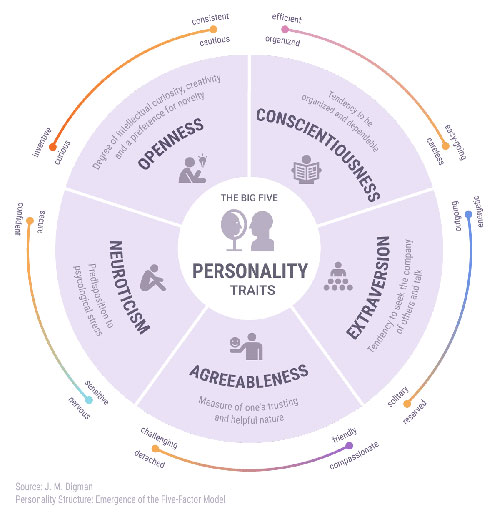 consistent
cautious
efficient
organized
inventive
curious
Degree of intellectual curiosity, creativity
and a preference for novelty
OPENNESS
Tendency to be
organized and dependable
CONSCIENTIOUSNESS
easy-going
careless
THE BIG FIVE
PERSONALITY
TRAITS
confident
secure
NEUROTICISM
Predisposition to
psycological stress
sensitive
nervous
energetic
outgoing
EXTRAVERSION
Tendency to seek the company
of others and talk
solitary
reserved
AGREEABLENESS
Measure of one's trusting
and helpful nature
challenging
detached
friendly
compassionate
Source: J. M. Digman
Personality Structure: Emergence of the Five-Factor Model